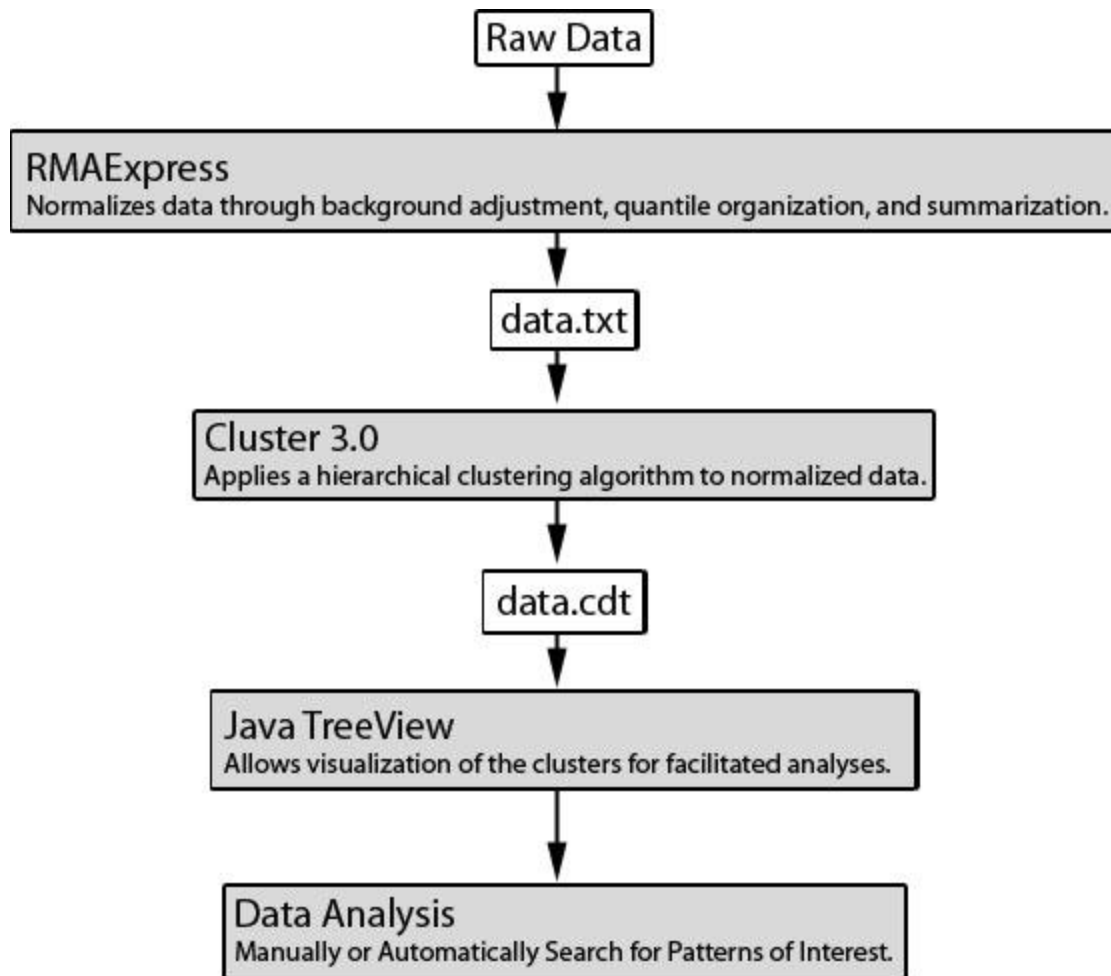 Raw Data
RMAExpress
Normalizes data through background adjustment, quantile organization, and summarization.
data.txt
Cluster 3.0
Applies a hierarchical clustering algorithm to normalized data.
data.cdt
Java TreeView
Allows visualization of the clusters for facilitated analyses.
Data Analysis
Manually or Automatically Search for Patterns of Interest.